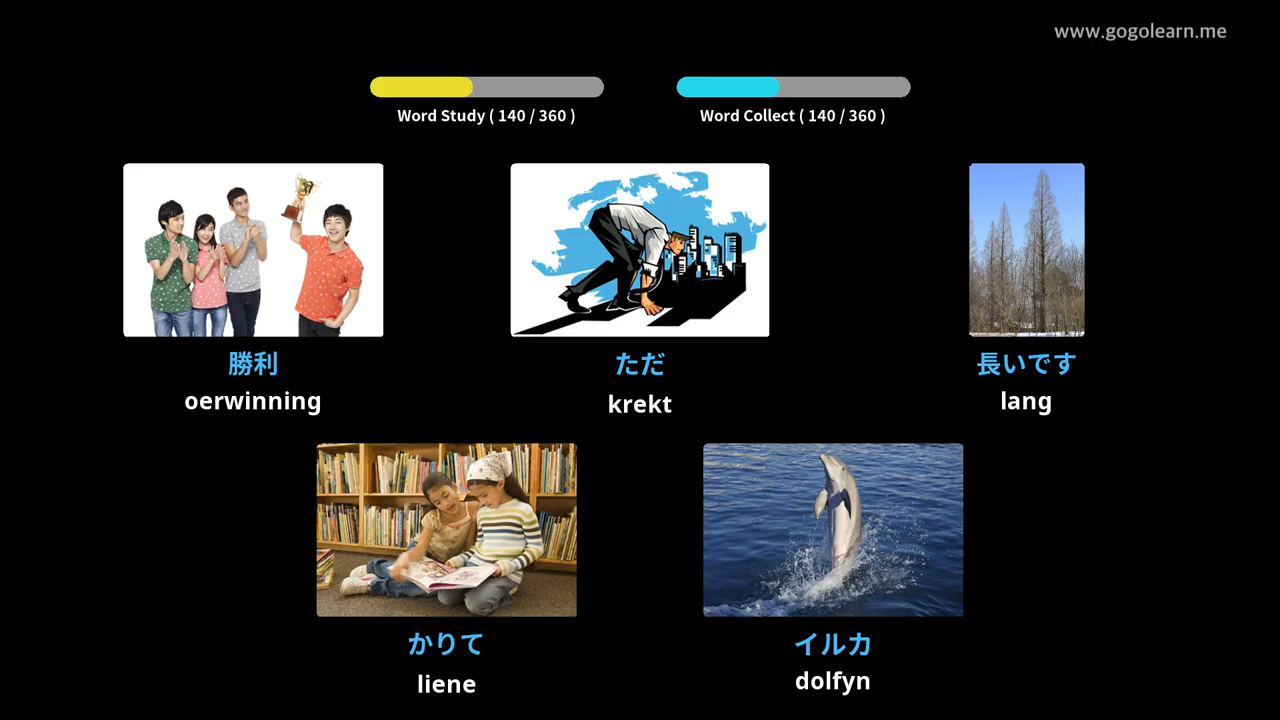 www.gogolearn.me
Word Study ( 140 / 360 )
Word Collect ( 140 / 360 )
勝利
oerwinning
ただ
krekt
長いです
lang
かりて
liene
イルカ
dolfyn